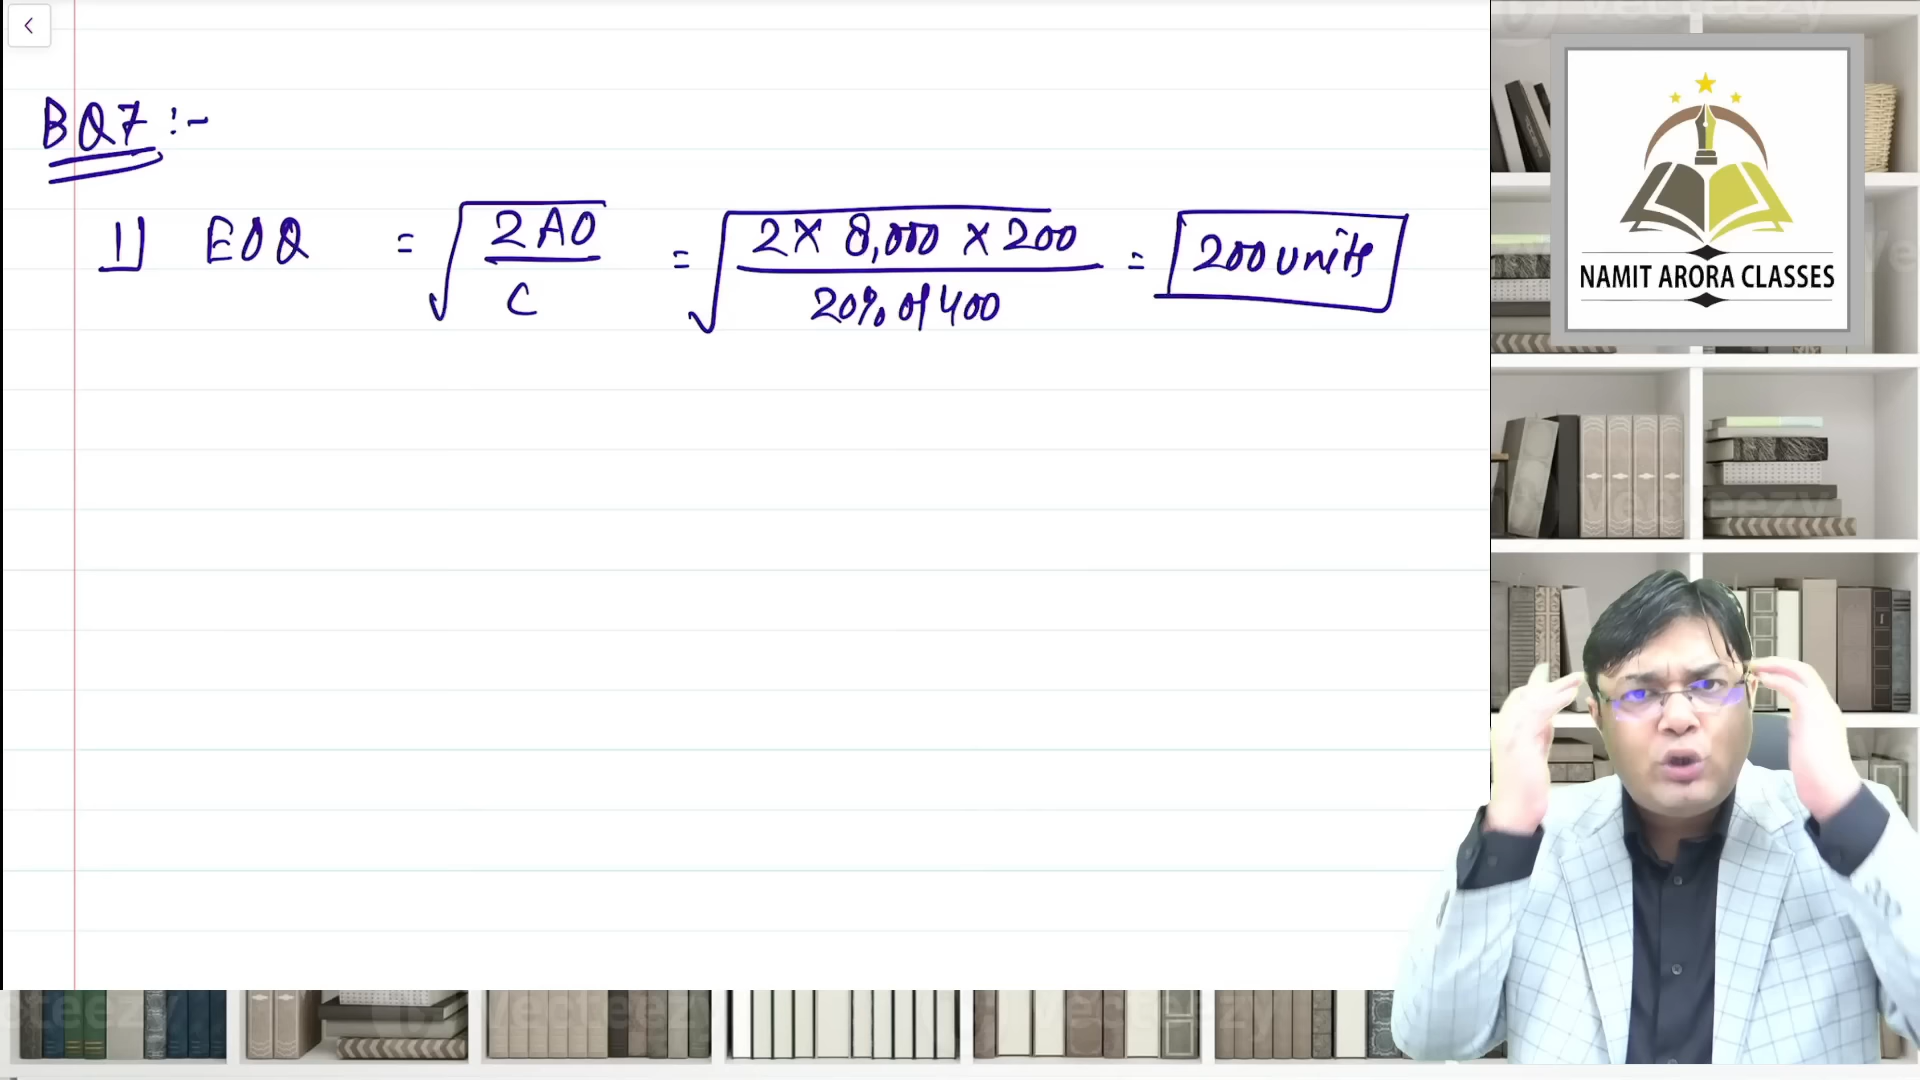 BQ7 :-
1] EOQ = √(2AO / C) = √(2 × 8,000 × 200 / 20% of 400) = 200 units
NAMIT ARORA CLASSES